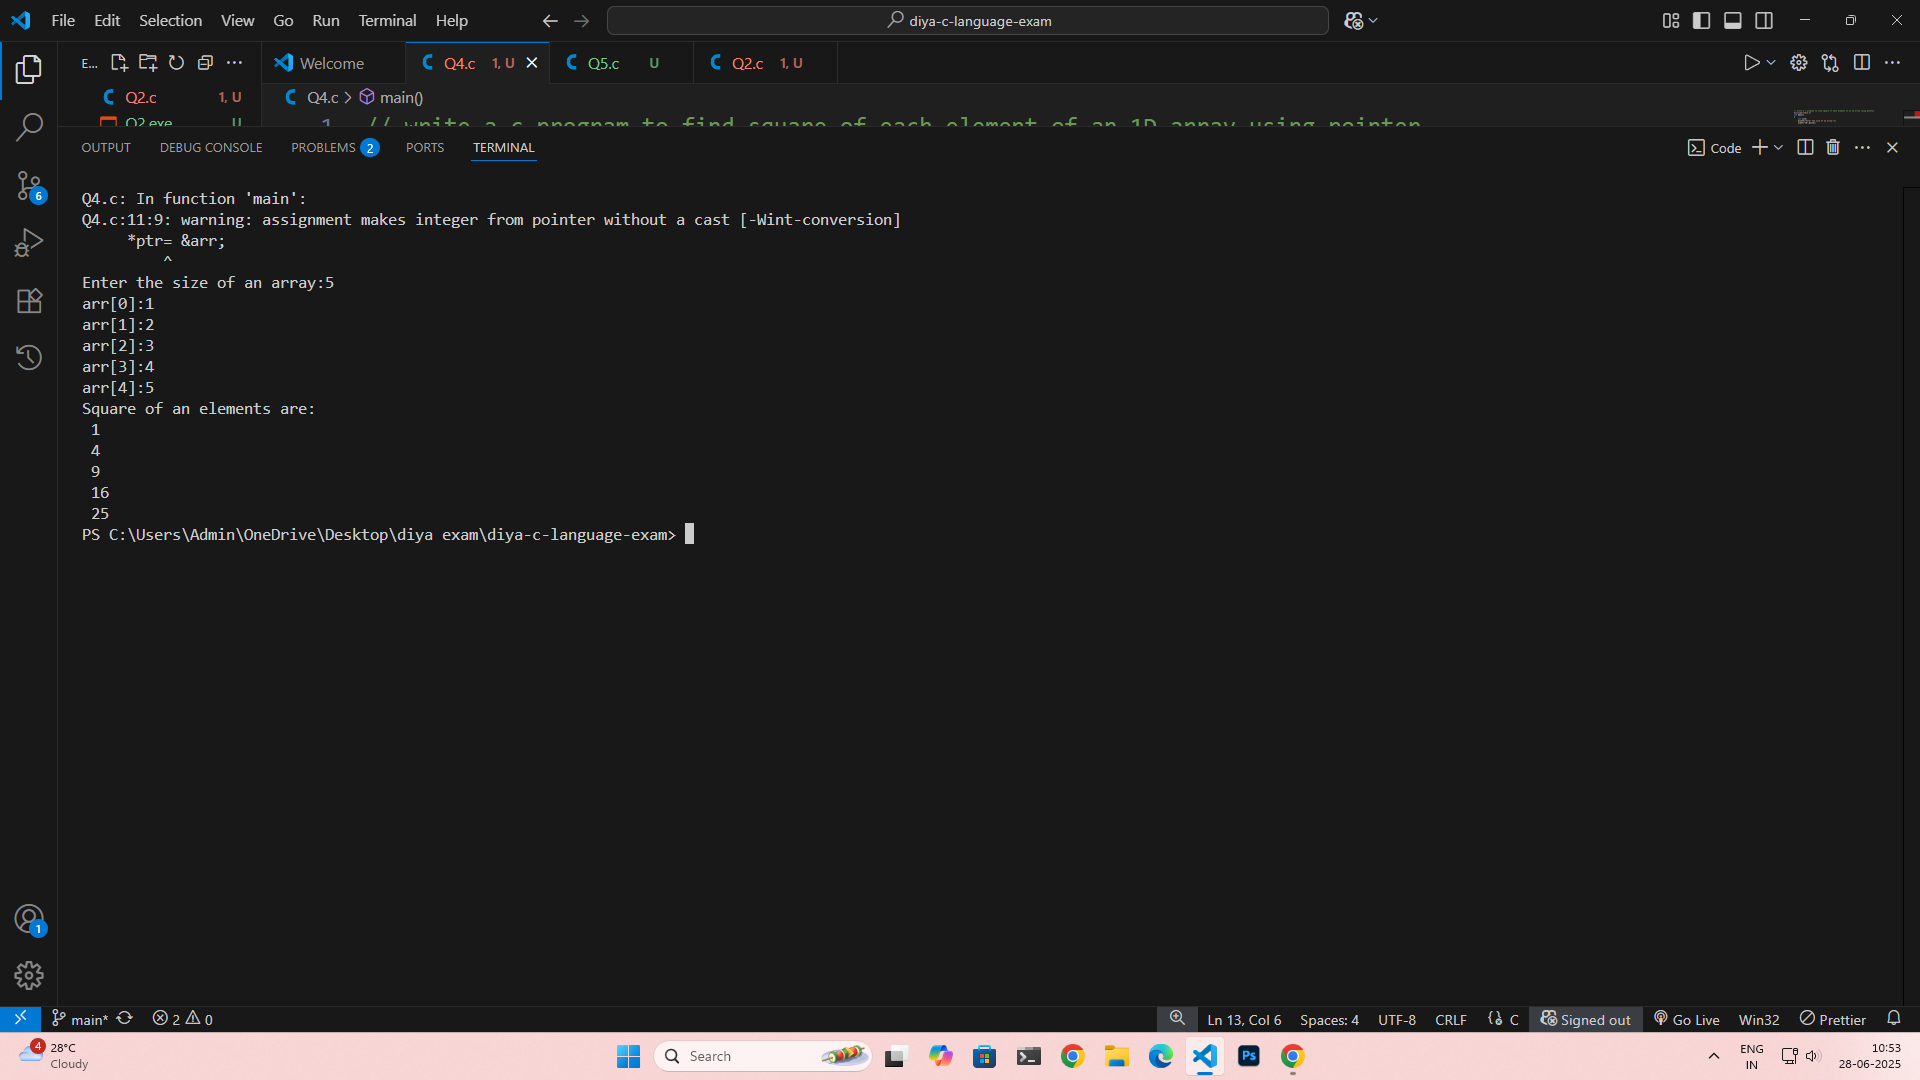 File Edit Selection View Go Run Terminal Help
diya-c-language-exam
E...
Welcome
Q4.c 1, U
Q5.c U
Q2.c 1, U
Q2.c 1, U
Q4.c > main()
Q2.exe U
1 // write a c program to find square of each element of an 1D array using pointer
OUTPUT DEBUG CONSOLE PROBLEMS 2 PORTS TERMINAL
Code
Q4.c: In function 'main':
Q4.c:11:9: warning: assignment makes integer from pointer without a cast [-Wint-conversion]
*ptr= &arr;
^
Enter the size of an array:5
arr[0]:1
arr[1]:2
arr[2]:3
arr[3]:4
arr[4]:5
Square of an elements are:
1
4
9
16
25
PS C:\Users\Admin\OneDrive\Desktop\diya exam\diya-c-language-exam>
6
1
main* 2 0
Ln 13, Col 6 Spaces: 4 UTF-8 CRLF C Signed out Go Live Win32 Prettier
4
28°C
Cloudy
Search
Ps
ENG
IN
10:53
28-06-2025